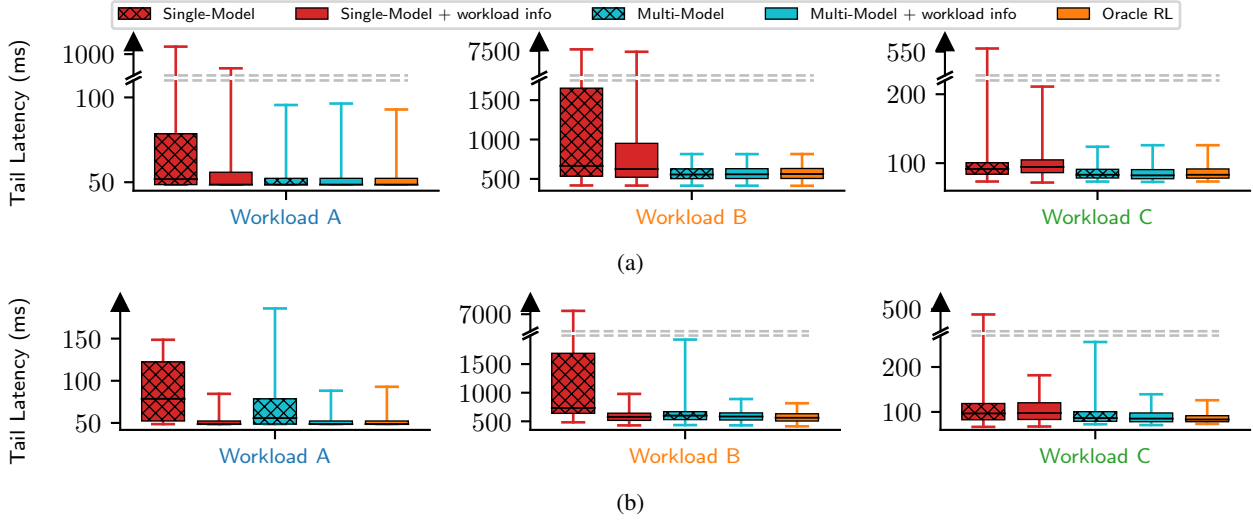 Single-Model Single-Model + workload info Multi-Model Multi-Model + workload info Oracle RL
Tail Latency (ms)
1000
100
50
Workload A
7500
1500
1000
500
Workload B
550
200
100
Workload C
(a)
Tail Latency (ms)
150
100
50
Workload A
7000
1500
1000
500
Workload B
500
200
100
Workload C
(b)